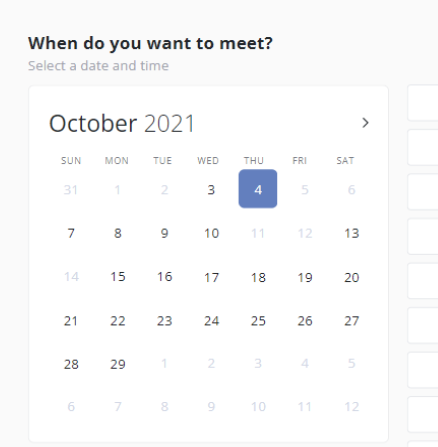 When do you want to meet?
Select a date and time
October 2021
SUN MON TUE WED THU FRI SAT
31 1 2 3 4 5 6
7 8 9 10 11 12 13
14 15 16 17 18 19 20
21 22 23 24 25 26 27
28 29 1 2 3 4 5
6 7 8 9 10 11 12